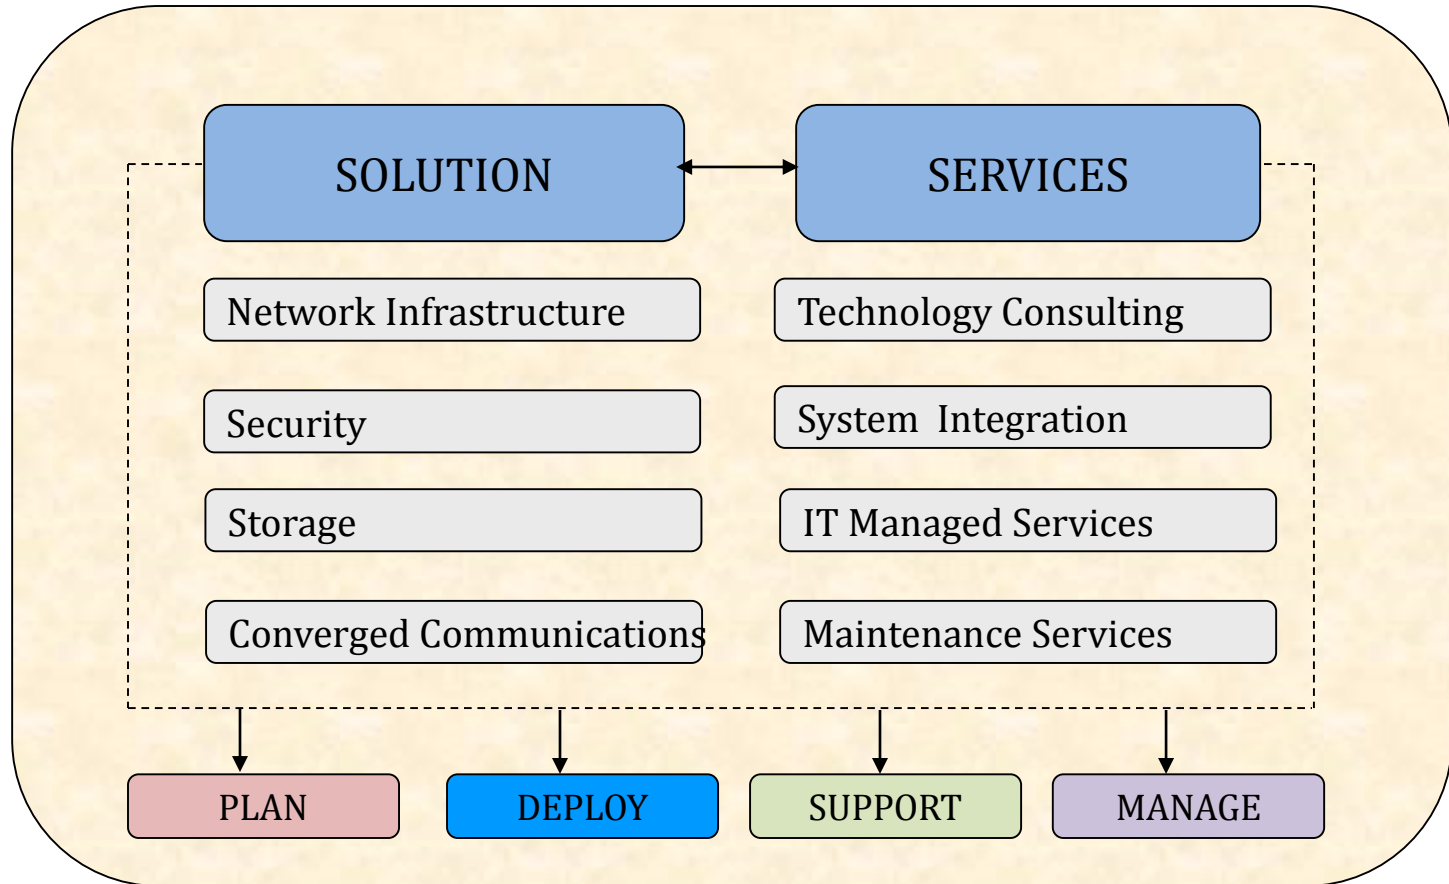 SOLUTION
SERVICES
Network Infrastructure
Technology Consulting
Security
System  Integration
Storage
IT Managed Services
Converged Communications
Maintenance Services
PLAN
DEPLOY
SUPPORT
MANAGE